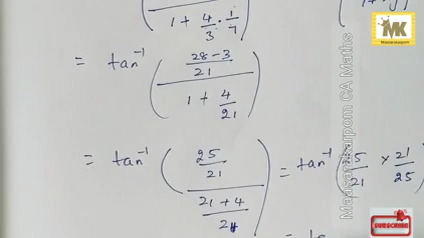 1 + 4/3 · 1/7
= tan⁻¹ ( (28 - 3)/21 / (1 + 4/21) )
= tan⁻¹ ( 25/21 / (21 + 4)/21 ) = tan⁻¹ ( 25/21 × 21/25
MK
Maanavarkarpom CA Maths
SUBSCRIBE